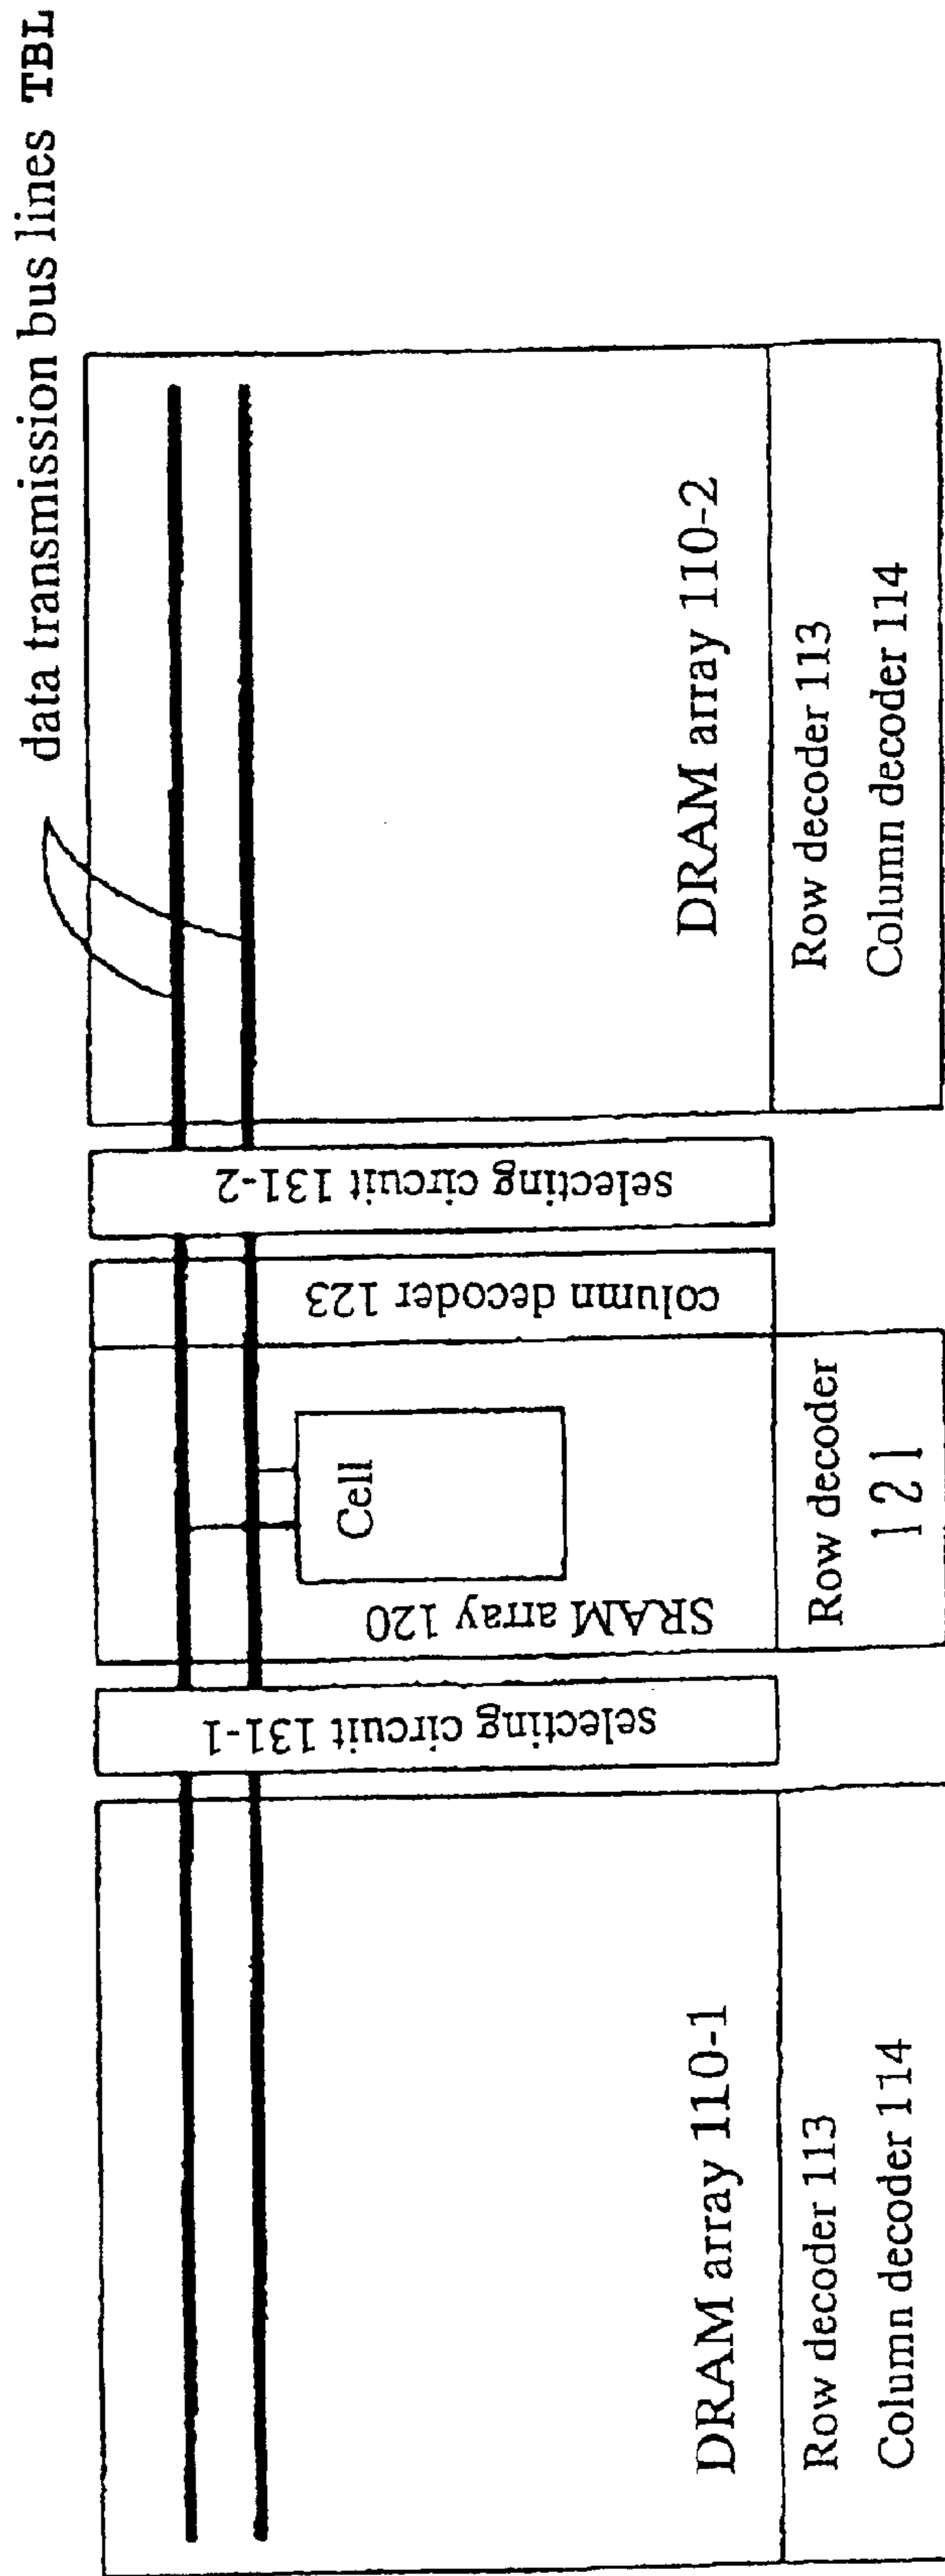 data transmission bus lines TBL
DRAM array 110-1
Row decoder 113
Column decoder 114
selecting circuit 131-1
SRAM array 120
Cell
Row decoder
121
column decoder 123
selecting circuit 131-2
DRAM array 110-2
Row decoder 113
Column decoder 114